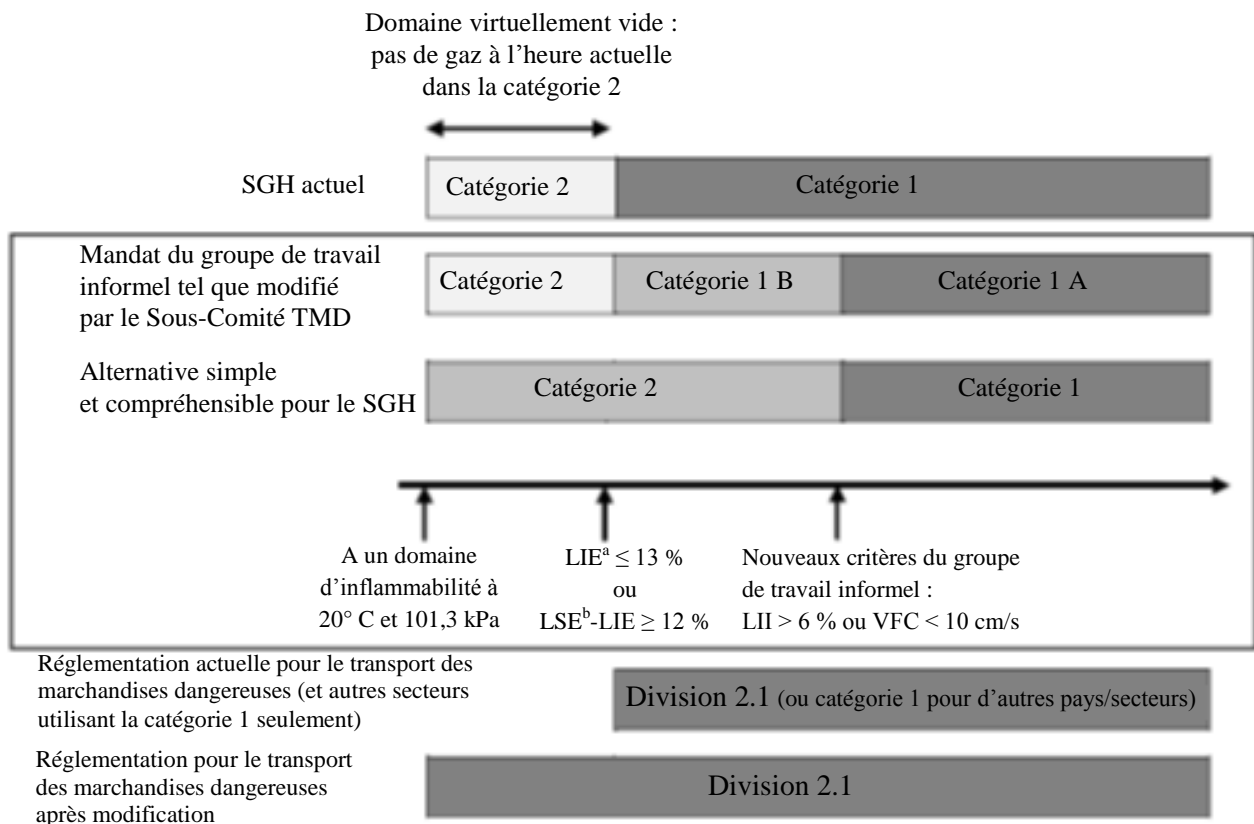 Domaine virtuellement vide :
pas de gaz à l’heure actuelle
dans la catégorie 2
SGH actuel
Catégorie 2
Catégorie 1
Mandat du groupe de travail
informel tel que modifié
par le Sous-Comité TMD
Catégorie 2
Catégorie 1 B
Catégorie 1 A
Alternative simple
et compréhensible pour le SGH
Catégorie 2
Catégorie 1
A un domaine
d’inflammabilité à
20° C et 101,3 kPa
LIEᵃ ≤ 13 %
ou
LSEᵇ-LIE ≥ 12 %
Nouveaux critères du groupe
de travail informel :
LII > 6 % ou VFC < 10 cm/s
Réglementation actuelle pour le transport des
marchandises dangereuses (et autres secteurs
utilisant la catégorie 1 seulement)
Division 2.1 (ou catégorie 1 pour d’autres pays/secteurs)
Réglementation pour le transport
des marchandises dangereuses
après modification
Division 2.1